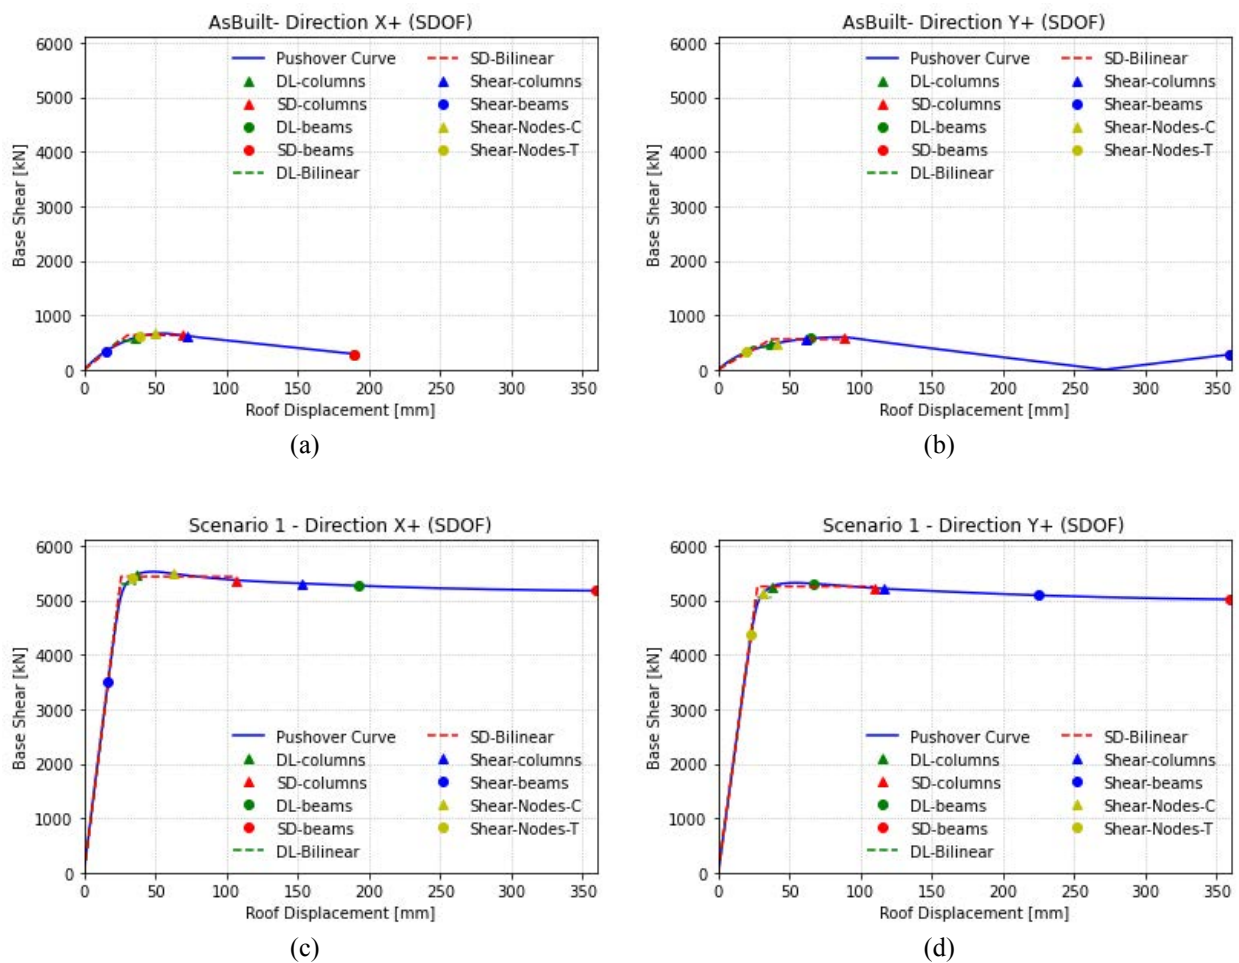 AsBuilt- Direction X+ (SDOF)
6000
5000
4000
3000
2000
1000
0
Base Shear [kN]
Pushover Curve
DL-columns
SD-columns
DL-beams
SD-beams
DL-Bilinear
SD-Bilinear
Shear-columns
Shear-beams
Shear-Nodes-C
Shear-Nodes-T
0 50 100 150 200 250 300 350
Roof Displacement [mm]
(a)
AsBuilt- Direction Y+ (SDOF)
6000
5000
4000
3000
2000
1000
0
Base Shear [kN]
Pushover Curve
DL-columns
SD-columns
DL-beams
SD-beams
DL-Bilinear
SD-Bilinear
Shear-columns
Shear-beams
Shear-Nodes-C
Shear-Nodes-T
0 50 100 150 200 250 300 350
Roof Displacement [mm]
(b)
Scenario 1 - Direction X+ (SDOF)
6000
5000
4000
3000
2000
1000
0
Base Shear [kN]
Pushover Curve
DL-columns
SD-columns
DL-beams
SD-beams
DL-Bilinear
SD-Bilinear
Shear-columns
Shear-beams
Shear-Nodes-C
Shear-Nodes-T
0 50 100 150 200 250 300 350
Roof Displacement [mm]
(c)
Scenario 1 - Direction Y+ (SDOF)
6000
5000
4000
3000
2000
1000
0
Base Shear [kN]
Pushover Curve
DL-columns
SD-columns
DL-beams
SD-beams
DL-Bilinear
SD-Bilinear
Shear-columns
Shear-beams
Shear-Nodes-C
Shear-Nodes-T
0 50 100 150 200 250 300 350
Roof Displacement [mm]
(d)